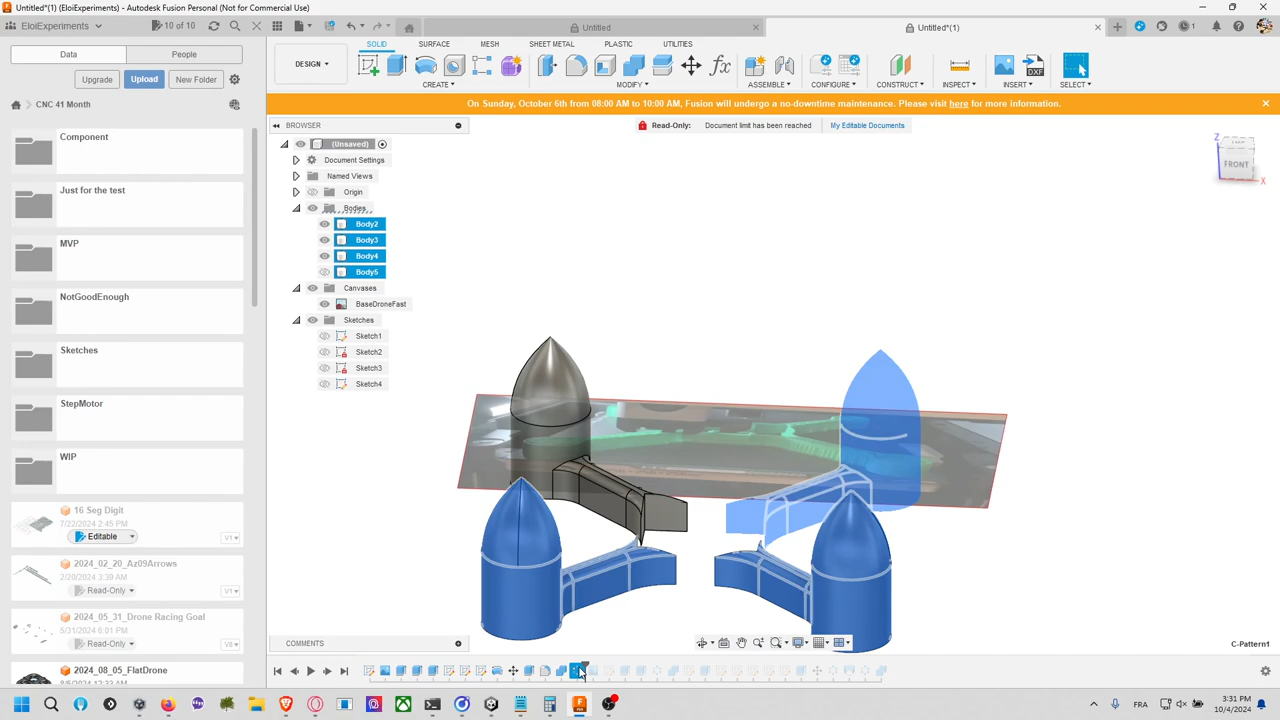 Untitled*(1) - Autodesk Fusion Personal (Not for Commercial Use)
EloiExperiments
10 of 10
Untitled
Untitled*(1)
1
Data
People
Upgrade
Upload
New Folder
CNC 41 Month
Component
Just for the test
MVP
NotGoodEnough
Sketches
StepMotor
WIP
16 Seg Digit
7/22/2024 2:45 PM
Editable
V1
2024_02_20_Az09Arrows
2/20/2024 3:39 AM
Read-Only
V1
2024_05_31_Drone Racing Goal
5/31/2024 6:01 PM
Read-Only
V8
2024_08_05_FlatDrone
DESIGN
SOLID
SURFACE
MESH
SHEET METAL
PLASTIC
UTILITIES
CREATE
MODIFY
ASSEMBLE
CONFIGURE
CONSTRUCT
INSPECT
INSERT
SELECT
DXF
On Sunday, October 6th from 08:00 AM to 10:00 AM, Fusion will undergo a no-downtime maintenance. Please visit here for more information.
BROWSER
Read-Only: Document limit has been reached
My Editable Documents
(Unsaved)
Document Settings
Named Views
Origin
Bodies
Body2
Body3
Body4
Body5
Canvases
BaseDroneFast
Sketches
Sketch1
Sketch2
Sketch3
Sketch4
Z
FRONT
X
COMMENTS
C-Pattern1
FRA
3:31 PM
10/4/2024